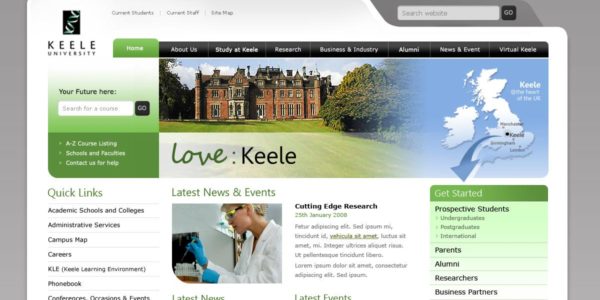 Current Students | Current Staff | Site Map
Search website
GO
KEELE
UNIVERSITY
Home
About Us
Study at Keele
Research
Business & Industry
Alumni
News & Event
Virtual Keele
Your Future here:
Search for a course
GO
A-Z Course Listing
Schools and Faculties
Contact us for help
love: Keele
Keele
@the heart
of the UK
Manchester
Keele
Birmingham
London
Quick Links
Academic Schools and Colleges
Administrative Services
Campus Map
Careers
KLE (Keele Learning Environment)
Phonebook
Conferences, Occasions & Events
Latest News & Events
Cutting Edge Research
25th January 2008
Fetur adipiscing elit. Sed ipsum mi,
tincidunt id, vehicula sit amet, luctus sit
amet, mi. Integer ultrices aliquet risus.
Ut pellentesque tincidunt libero.
Lorem ipsum dolor sit amet, consectetur
adipiscing elit. Sed ipsum.
Latest News
Latest Events
Get Started
Prospective Students
Undergraduates
Postgraduates
International
Parents
Alumni
Researchers
Business Partners